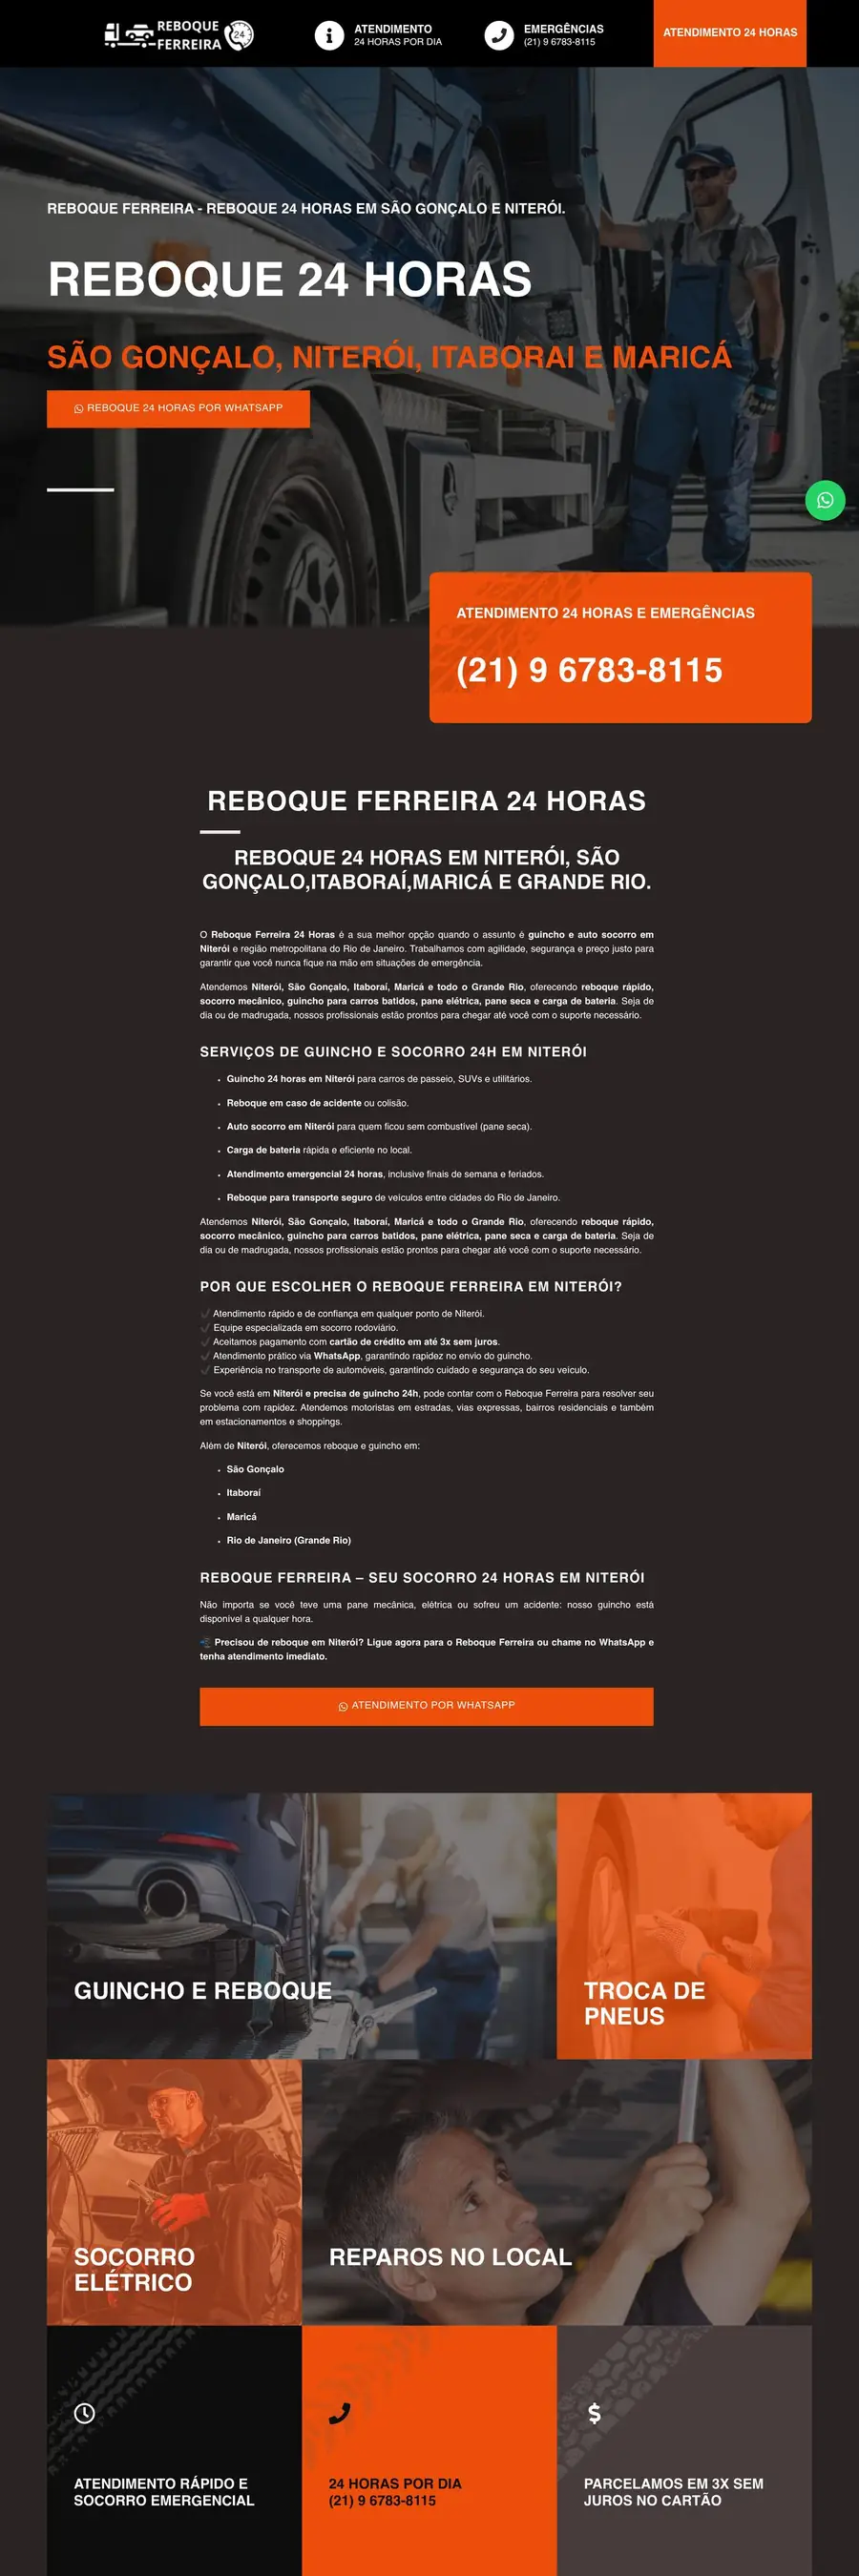 REBOQUE
FERREIRA
24
ATENDIMENTO
24 HORAS POR DIA
EMERGÊNCIAS
(21) 9 6783-8115
ATENDIMENTO 24 HORAS
REBOQUE FERREIRA - REBOQUE 24 HORAS EM SÃO GONÇALO E NITERÓI.
REBOQUE 24 HORAS
SÃO GONÇALO, NITERÓI, ITABORAI E MARICÁ
REBOQUE 24 HORAS POR WHATSAPP
ATENDIMENTO 24 HORAS E EMERGÊNCIAS
(21) 9 6783-8115
REBOQUE FERREIRA 24 HORAS
REBOQUE 24 HORAS EM NITERÓI, SÃO
GONÇALO,ITABORAÍ,MARICÁ E GRANDE RIO.
O Reboque Ferreira 24 Horas é a sua melhor opção quando o assunto é guincho e auto socorro em
Niterói e região metropolitana do Rio de Janeiro. Trabalhamos com agilidade, segurança e preço justo para
garantir que você nunca fique na mão em situações de emergência.
Atendemos Niterói, São Gonçalo, Itaboraí, Maricá e todo o Grande Rio, oferecendo reboque rápido,
socorro mecânico, guincho para carros batidos, pane elétrica, pane seca e carga de bateria. Seja de
dia ou de madrugada, nossos profissionais estão prontos para chegar até você com o suporte necessário.
SERVIÇOS DE GUINCHO E SOCORRO 24H EM NITERÓI
• Guincho 24 horas em Niterói para carros de passeio, SUVs e utilitários.
• Reboque em caso de acidente ou colisão.
• Auto socorro em Niterói para quem ficou sem combustível (pane seca).
• Carga de bateria rápida e eficiente no local.
• Atendimento emergencial 24 horas, inclusive finais de semana e feriados.
• Reboque para transporte seguro de veículos entre cidades do Rio de Janeiro.
Atendemos Niterói, São Gonçalo, Itaboraí, Maricá e todo o Grande Rio, oferecendo reboque rápido,
socorro mecânico, guincho para carros batidos, pane elétrica, pane seca e carga de bateria. Seja de
dia ou de madrugada, nossos profissionais estão prontos para chegar até você com o suporte necessário.
POR QUE ESCOLHER O REBOQUE FERREIRA EM NITERÓI?
✔ Atendimento rápido e de confiança em qualquer ponto de Niterói.
✔ Equipe especializada em socorro rodoviário.
✔ Aceitamos pagamento com cartão de crédito em até 3x sem juros.
✔ Atendimento prático via WhatsApp, garantindo rapidez no envio do guincho.
✔ Experiência no transporte de automóveis, garantindo cuidado e segurança do seu veículo.
Se você está em Niterói e precisa de guincho 24h, pode contar com o Reboque Ferreira para resolver seu
problema com rapidez. Atendemos motoristas em estradas, vias expressas, bairros residenciais e também
em estacionamentos e shoppings.
Além de Niterói, oferecemos reboque e guincho em:
• São Gonçalo
• Itaboraí
• Maricá
• Rio de Janeiro (Grande Rio)
REBOQUE FERREIRA – SEU SOCORRO 24 HORAS EM NITERÓI
Não importa se você teve uma pane mecânica, elétrica ou sofreu um acidente: nosso guincho está
disponível a qualquer hora.
📲 Precisou de reboque em Niterói? Ligue agora para o Reboque Ferreira ou chame no WhatsApp e
tenha atendimento imediato.
ATENDIMENTO POR WHATSAPP
GUINCHO E REBOQUE
TROCA DE
PNEUS
SOCORRO
ELÉTRICO
REPAROS NO LOCAL
ATENDIMENTO RÁPIDO E
SOCORRO EMERGENCIAL
24 HORAS POR DIA
(21) 9 6783-8115
PARCELAMOS EM 3X SEM
JUROS NO CARTÃO